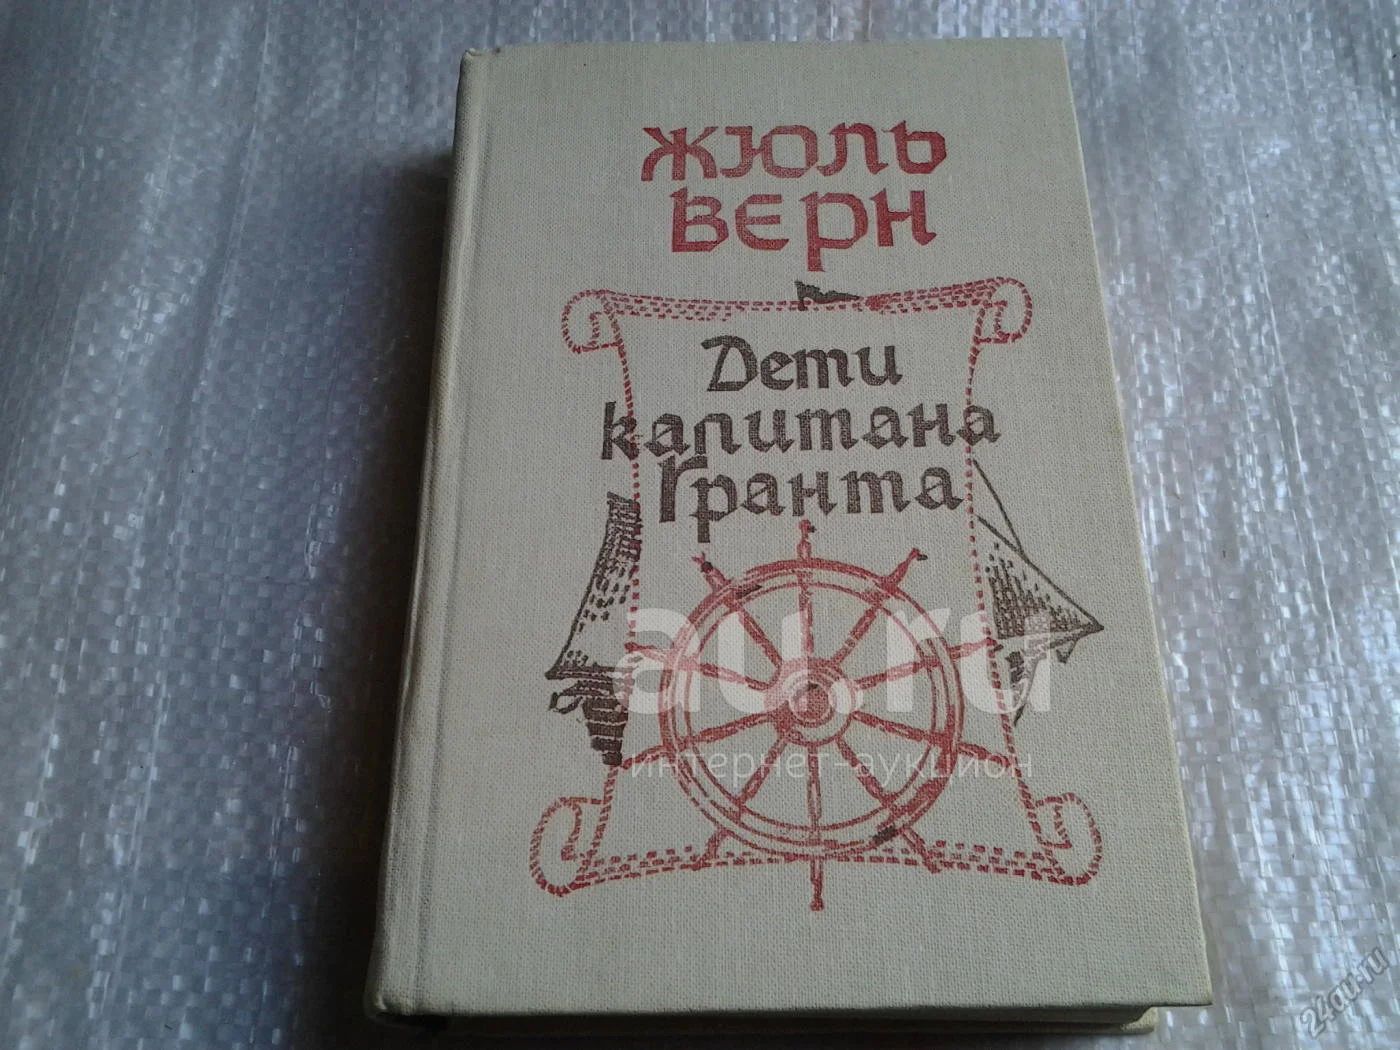 ЖЮЛЬ
ВЕРН
Дети
капитана
Гранта
au.ru
интернет-аукцион
24au.ru